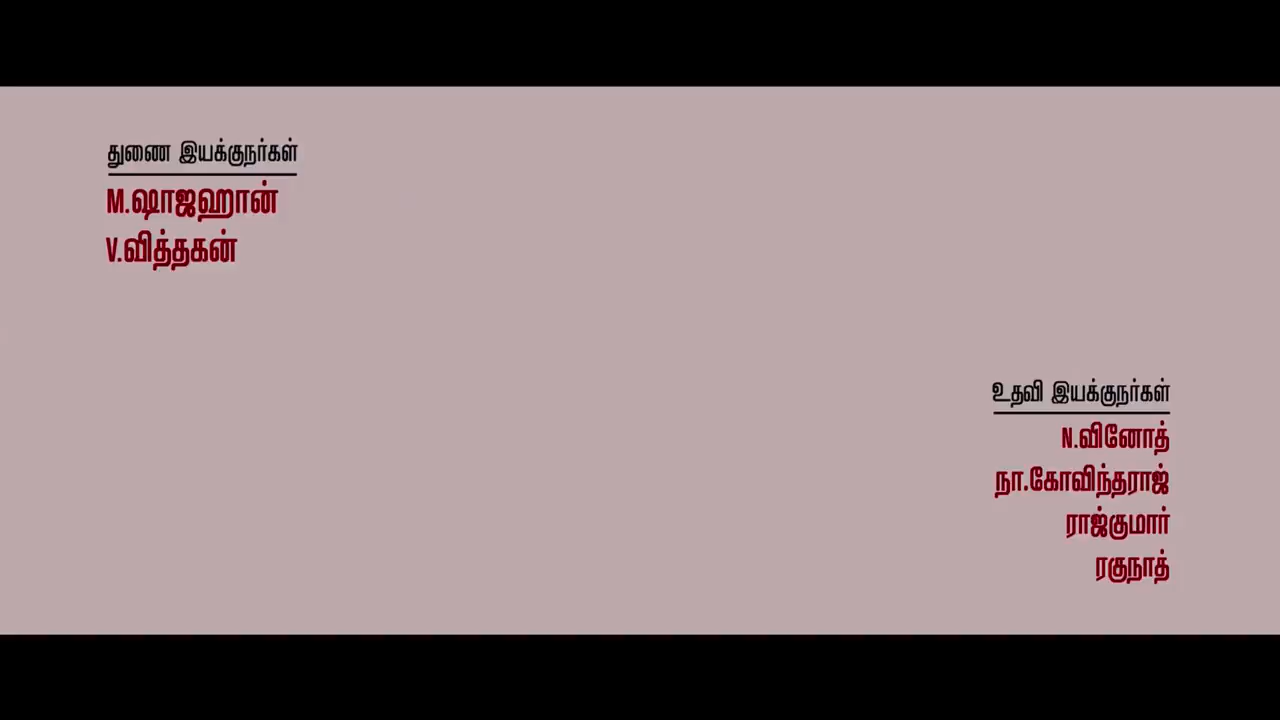 துணை இயக்குநர்கள்
M.ஷாஜஹான்
V.வித்தகன்
உதவி இயக்குநர்கள்
N.வினோத்
நா.கோவிந்தராஜ்
ராஜ்குமார்
ரகுநாத்